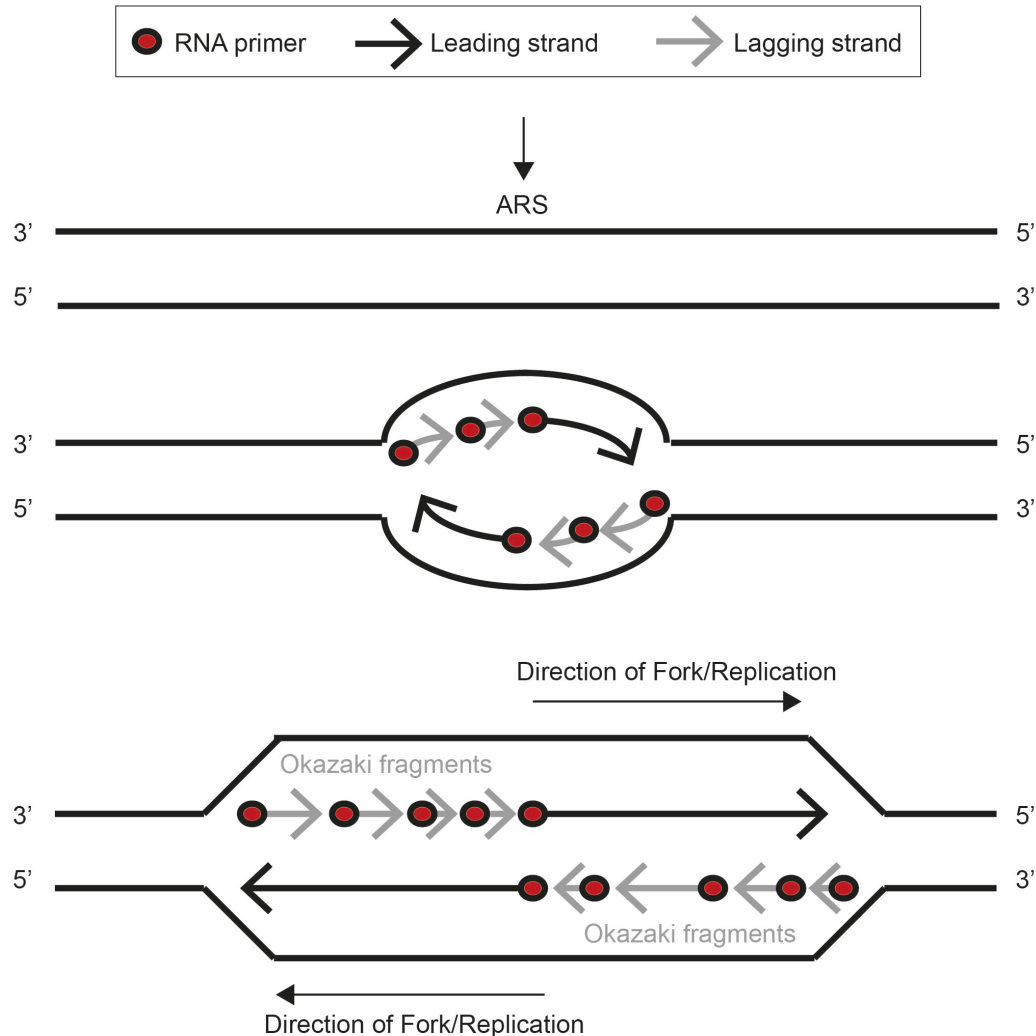 RNA primer
Leading strand
Lagging strand
ARS
3’
5’
5’
3’
3’
5’
5’
3’
Direction of Fork/Replication
Okazaki fragments
3’
5’
5’
3’
Okazaki fragments
Direction of Fork/Replication